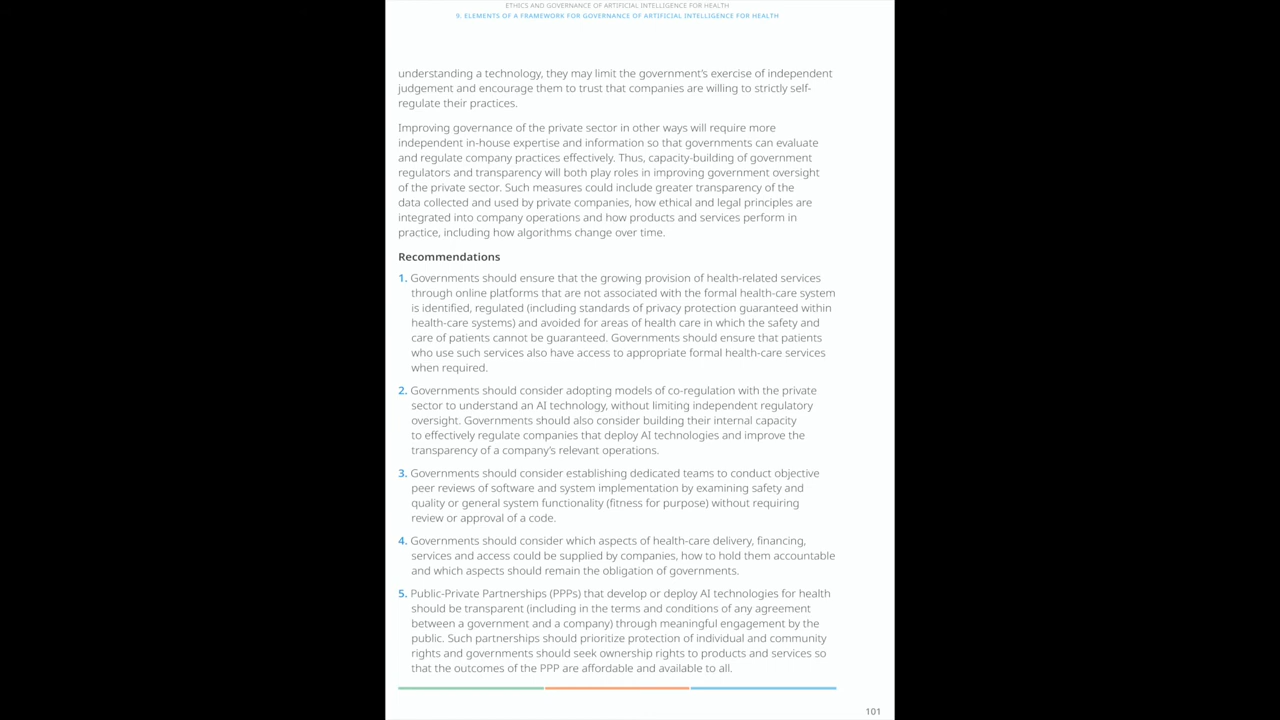 ETHICS AND GOVERNANCE OF ARTIFICIAL INTELLIGENCE FOR HEALTH
9. ELEMENTS OF A FRAMEWORK FOR GOVERNANCE OF ARTIFICIAL INTELLIGENCE FOR HEALTH
understanding a technology, they may limit the government's exercise of independent
judgement and encourage them to trust that companies are willing to strictly self-
regulate their practices.
Improving governance of the private sector in other ways will require more
independent in-house expertise and information so that governments can evaluate
and regulate company practices effectively. Thus, capacity-building of government
regulators and transparency will both play roles in improving government oversight
of the private sector. Such measures could include greater transparency of the
data collected and used by private companies, how ethical and legal principles are
integrated into company operations and how products and services perform in
practice, including how algorithms change over time.
Recommendations
1. Governments should ensure that the growing provision of health-related services
through online platforms that are not associated with the formal health-care system
is identified, regulated (including standards of privacy protection guaranteed within
health-care systems) and avoided for areas of health care in which the safety and
care of patients cannot be guaranteed. Governments should ensure that patients
who use such services also have access to appropriate formal health-care services
when required.
2. Governments should consider adopting models of co-regulation with the private
sector to understand an AI technology, without limiting independent regulatory
oversight. Governments should also consider building their internal capacity
to effectively regulate companies that deploy AI technologies and improve the
transparency of a company's relevant operations.
3. Governments should consider establishing dedicated teams to conduct objective
peer reviews of software and system implementation by examining safety and
quality or general system functionality (fitness for purpose) without requiring
review or approval of a code.
4. Governments should consider which aspects of health-care delivery, financing,
services and access could be supplied by companies, how to hold them accountable
and which aspects should remain the obligation of governments.
5. Public-Private Partnerships (PPPs) that develop or deploy AI technologies for health
should be transparent (including in the terms and conditions of any agreement
between a government and a company) through meaningful engagement by the
public. Such partnerships should prioritize protection of individual and community
rights and governments should seek ownership rights to products and services so
that the outcomes of the PPP are affordable and available to all.
101